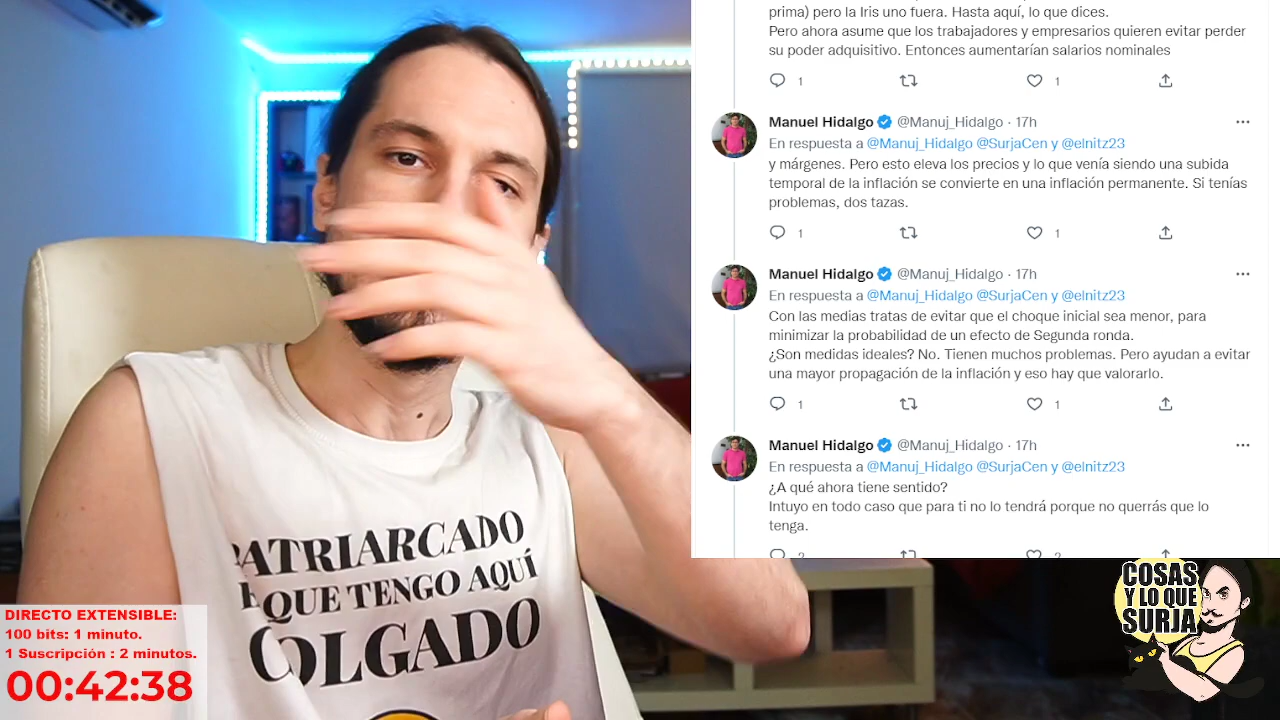 prima) pero la Iris uno fuera. Hasta aquí, lo que dices.
Pero ahora asume que los trabajadores y empresarios quieren evitar perder
su poder adquisitivo. Entonces aumentarían salarios nominales
1
1
Manuel Hidalgo @Manuj_Hidalgo · 17h
En respuesta a @Manuj_Hidalgo @SurjaCen y @elnitz23
y márgenes. Pero esto eleva los precios y lo que venía siendo una subida
temporal de la inflación se convierte en una inflación permanente. Si tenías
problemas, dos tazas.
1
1
Manuel Hidalgo @Manuj_Hidalgo · 17h
En respuesta a @Manuj_Hidalgo @SurjaCen y @elnitz23
Con las medias tratas de evitar que el choque inicial sea menor, para
minimizar la probabilidad de un efecto de Segunda ronda.
¿Son medidas ideales? No. Tienen muchos problemas. Pero ayudan a evitar
una mayor propagación de la inflación y eso hay que valorarlo.
1
1
Manuel Hidalgo @Manuj_Hidalgo · 17h
En respuesta a @Manuj_Hidalgo @SurjaCen y @elnitz23
¿A qué ahora tiene sentido?
Intuyo en todo caso que para ti no lo tendrá porque no querrás que lo
tenga.
PATRIARCADO
QUE TENGO AQUÍ
COLGADO
DIRECTO EXTENSIBLE:
100 bits: 1 minuto.
1 Suscripción : 2 minutos.
00:42:38
COSAS
Y LO QUE
SURJA